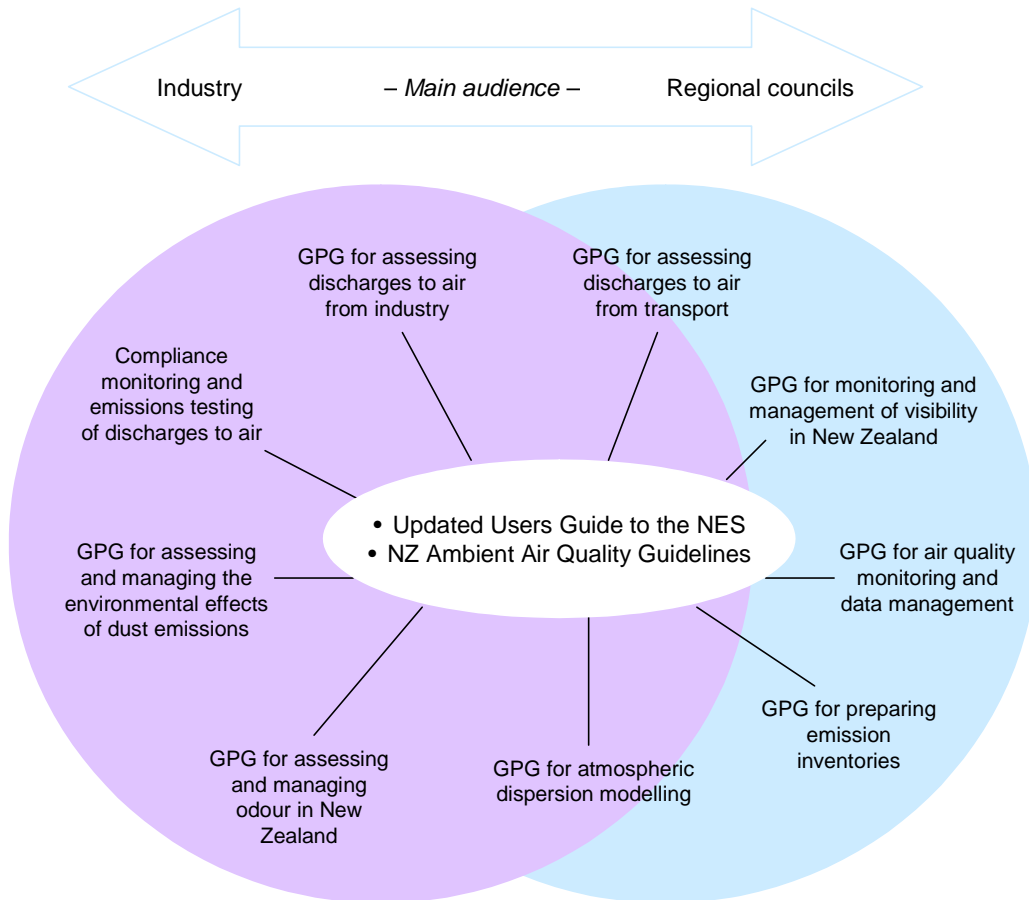 Industry – Main audience – Regional councils
GPG for assessing
discharges to air
from industry
GPG for assessing
discharges to air
from transport
Compliance
monitoring and
emissions testing
of discharges to air
GPG for monitoring and
management of visibility
in New Zealand
• Updated Users Guide to the NES
• NZ Ambient Air Quality Guidelines
GPG for assessing
and managing the
environmental effects
of dust emissions
GPG for air quality
monitoring and
data management
GPG for assessing
and managing
odour in New
Zealand
GPG for atmospheric
dispersion modelling
GPG for preparing
emission
inventories